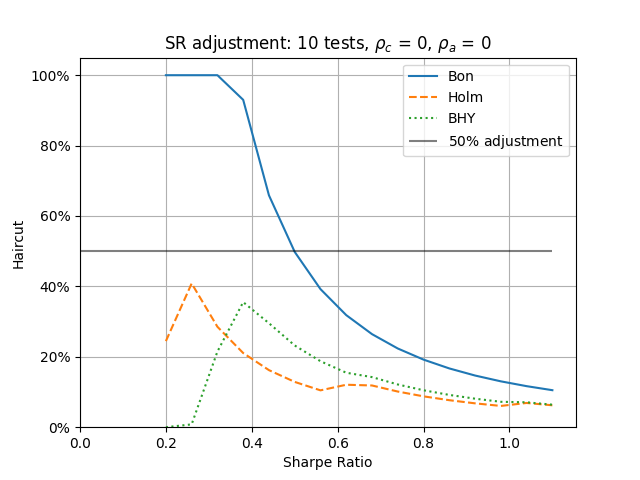 SR adjustment: 10 tests, ρc = 0, ρa = 0
100%
80%
60%
40%
20%
0%
Haircut
Bon
Holm
BHY
50% adjustment
0.0 0.2 0.4 0.6 0.8 1.0
Sharpe Ratio